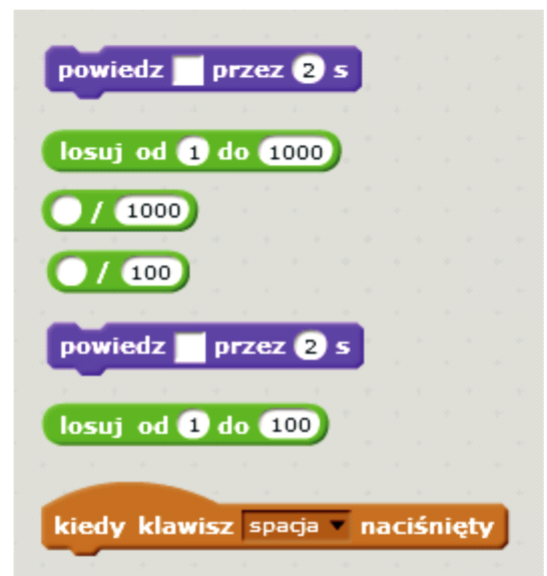 powiedz przez 2 s
losuj od 1 do 1000
/ 1000
/ 100
powiedz przez 2 s
losuj od 1 do 100
kiedy klawisz spacja naciśnięty